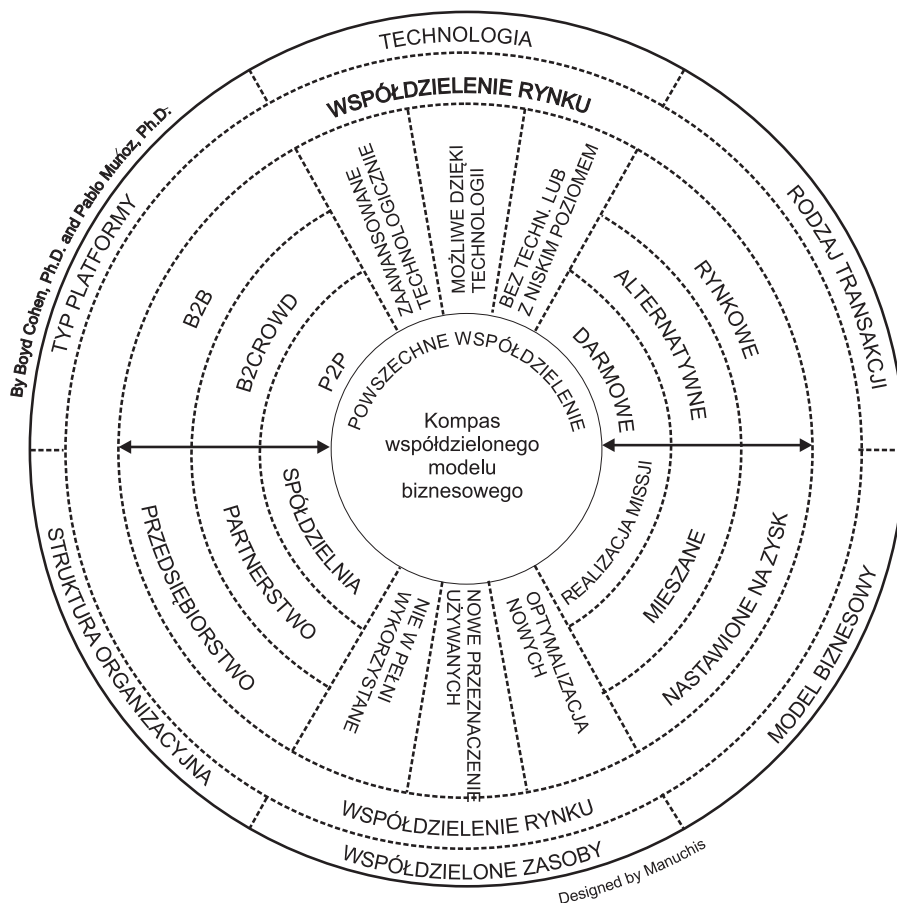 TECHNOLOGIA
WSPÓŁDZIELENIE RYNKU
By Boyd Cohen, Ph.D. and Pablo Muńoz, Ph.D.
TYP PLATFORMY
RODZAJ TRANSAKCJI
ZAAWANSOWANE
TECHNOLOGICZNIE
MOŻLIWE DZIĘKI
TECHNOLOGII
BEZ TECHN. LUB
Z NISKIM POZIOMEM
B2B
B2CROWD
P2P
DARMOWE
ALTERNATYWNE
RYNKOWE
POWSZECHNE WSPÓŁDZIELENIE
Kompas
współdzielonego
modelu
biznesowego
PRZEDSIĘBIORSTWO
PARTNERSTWO
SPÓŁDZIELNIA
REALIZACJA MISSJI
MIESZANE
NASTAWIONE NA ZYSK
NIE W PEŁNI
WYKORZYSTANE
NOWE PRZEZNACZENIE
UŻYWANYCH
OPTYMALIZACJA
NOWYCH
STRUKTURA ORGANIZACYJNA
MODEL BIZNESOWY
WSPÓŁDZIELENIE RYNKU
WSPÓŁDZIELONE ZASOBY
Designed by Manuchis